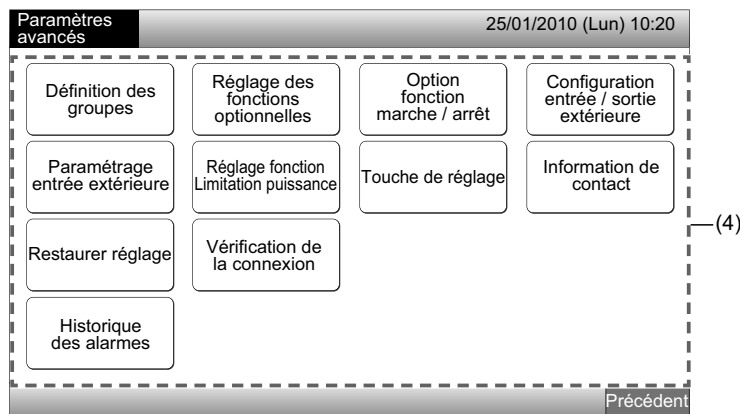 Paramètres
avancés
25/01/2010 (Lun) 10:20
Définition des
groupes
Réglage des
fonctions
optionnelles
Option
fonction
marche / arrêt
Configuration
entrée / sortie
extérieure
Paramétrage
entrée extérieure
Réglage fonction
Limitation puissance
Touche de réglage
Information de
contact
(4)
Restaurer réglage
Vérification de
la connexion
Historique
des alarmes
Précédent